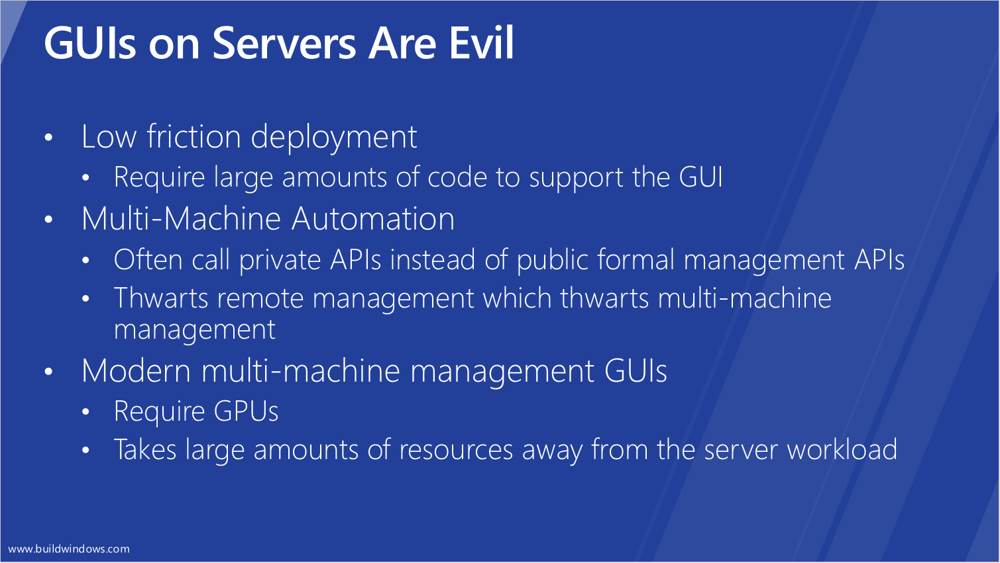 GUIs on Servers Are Evil
• Low friction deployment
• Require large amounts of code to support the GUI
• Multi-Machine Automation
• Often call private APIs instead of public formal management APIs
• Thwarts remote management which thwarts multi-machine
management
• Modern multi-machine management GUIs
• Require GPUs
• Takes large amounts of resources away from the server workload
www.buildwindows.com